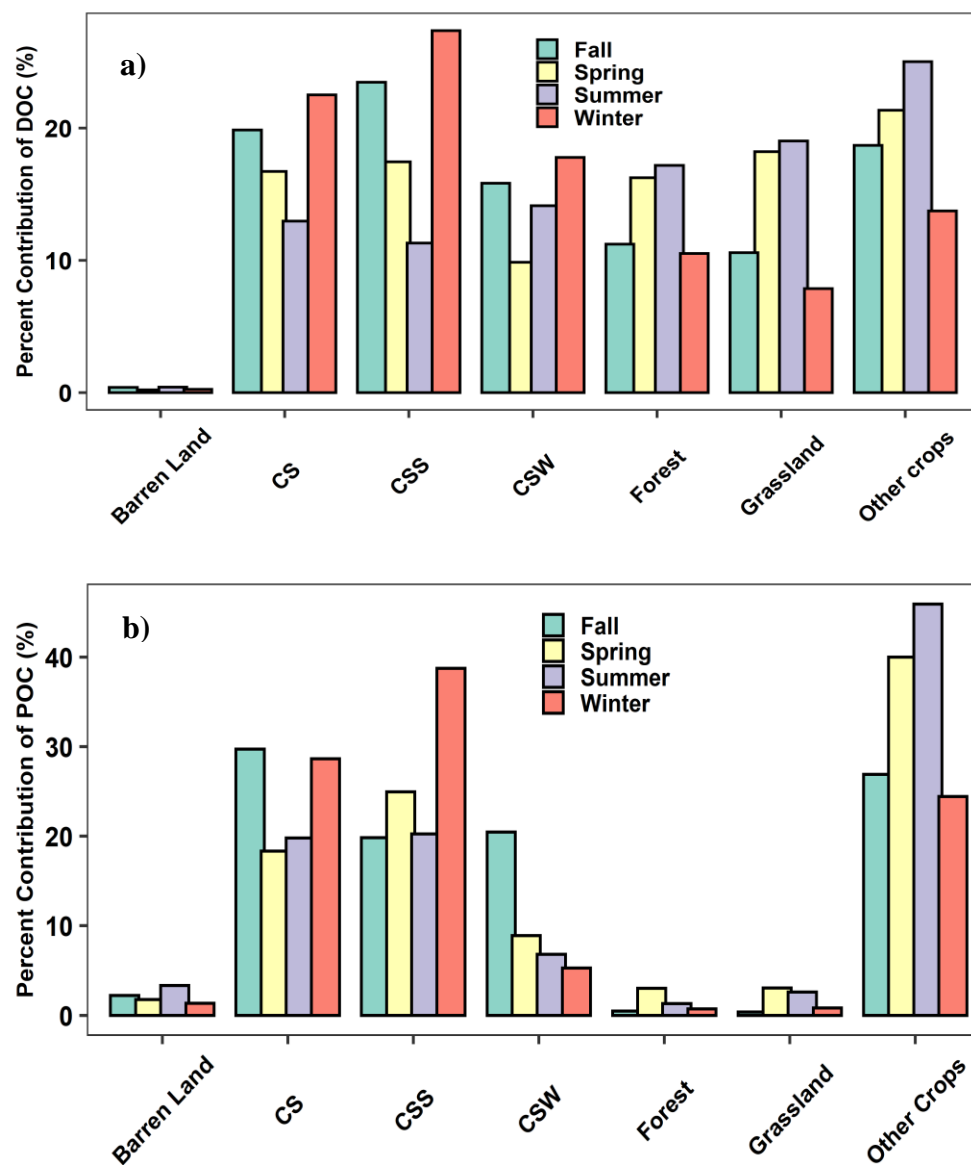 a)
Percent Contribution of DOC (%)
Fall
Spring
Summer
Winter
20
10
0
Barren Land
CS
CSS
CSW
Forest
Grassland
Other crops
b)
Percent Contribution of POC (%)
Fall
Spring
Summer
Winter
40
30
20
10
0
Barren Land
CS
CSS
CSW
Forest
Grassland
Other Crops